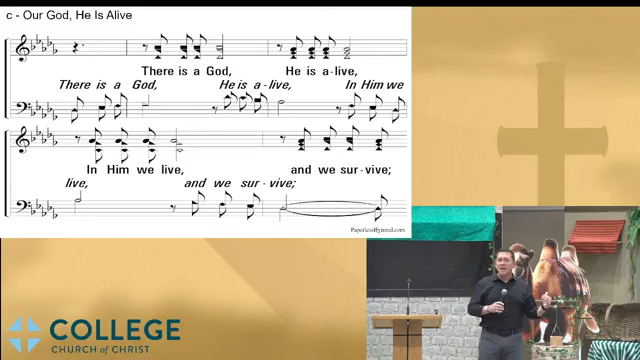 c - Our God, He Is Alive
There is a God, He is a-live,
There is a God, He is a-live, In Him we
In Him we live, and we sur-vive;
live, and we sur-vive;
PaperlessHymnal.com
COLLEGE
CHURCH of CHRIST